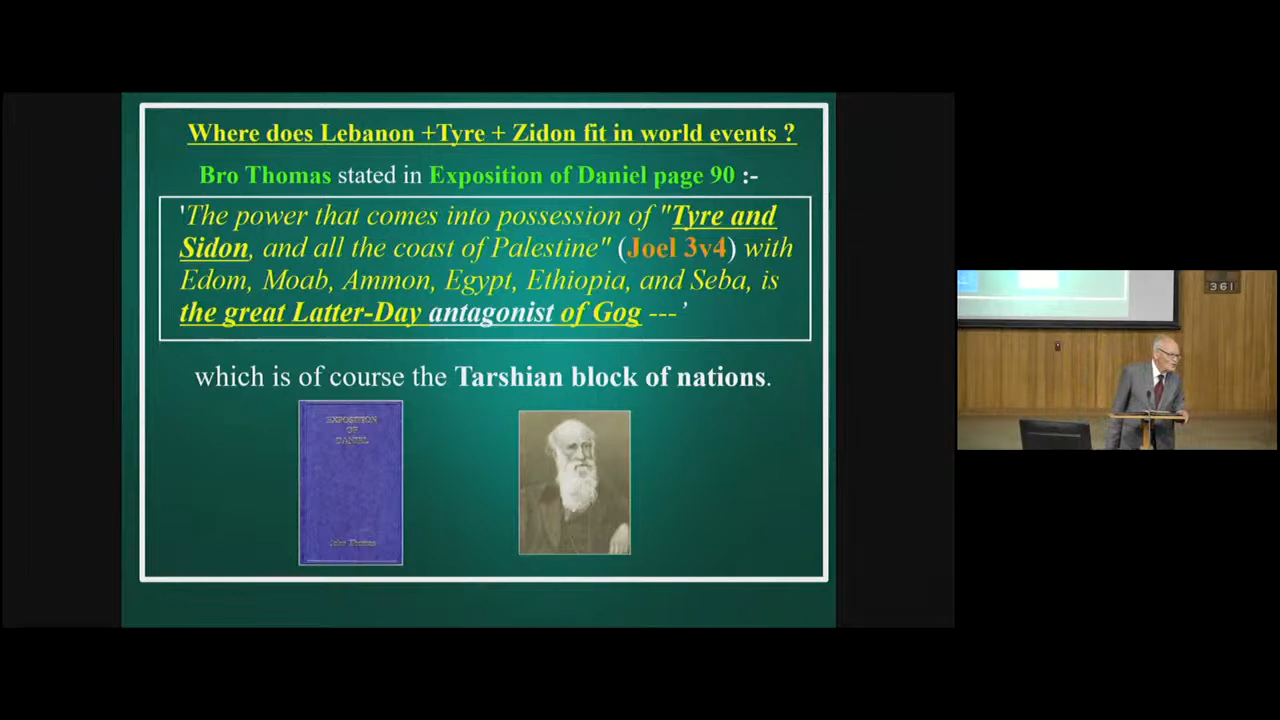 Where does Lebanon +Tyre + Zidon fit in world events ?
Bro Thomas stated in Exposition of Daniel page 90 :-
'The power that comes into possession of "Tyre and
Sidon, and all the coast of Palestine" (Joel 3v4) with
Edom, Moab, Ammon, Egypt, Ethiopia, and Seba, is
the great Latter-Day antagonist of Gog ---’
which is of course the Tarshian block of nations.
EXPOSITION
OF
DANIEL
John Thomas
361